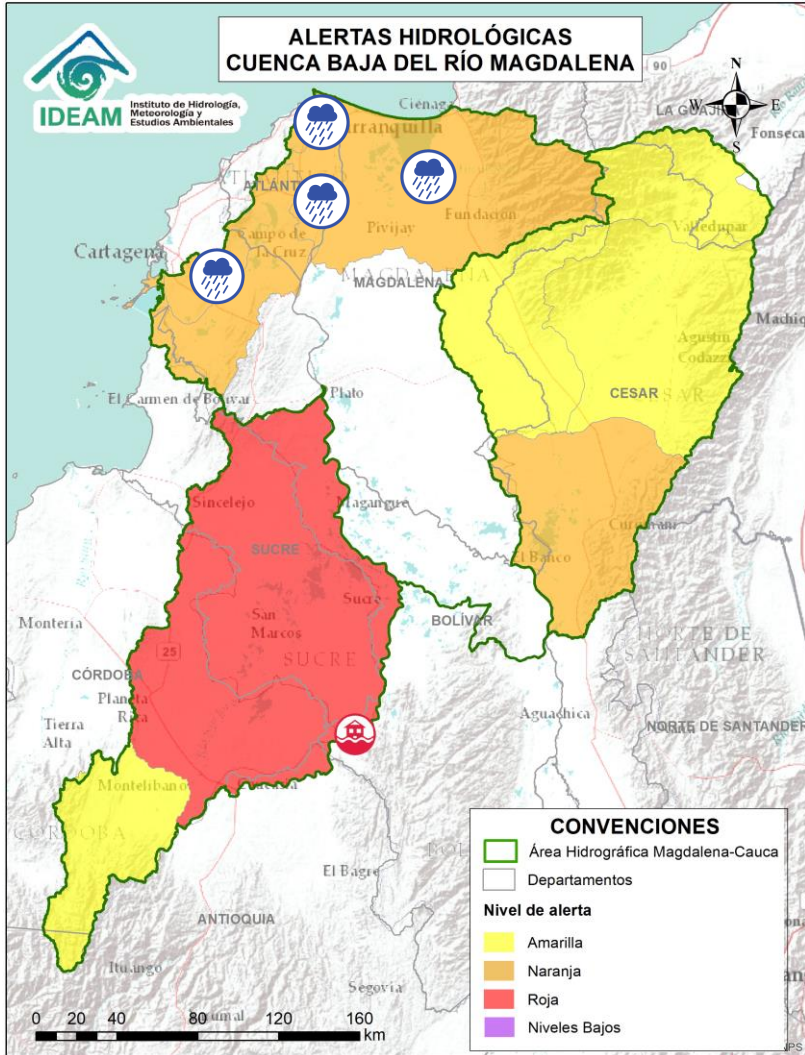 ALERTAS HIDROLÓGICAS
CUENCA BAJA DEL RÍO MAGDALENA
IDEAM
Instituto de Hidrología,
Meteorología y
Estudios Ambientales
N
W
E
S
90
Ciénaga
LA GUAJIRA
Fonseca
rranquilla
ATLÁNTI
Valledupar
Cartagena
Campo de
la Cruz
Pivijay
Fundación
MAGDALENA
MAGDALENA
Machiq
Agustín
Codazzi
CESAR
El Carmen de Bolívar
Plato
Sincelejo
Magangué
SUCRE
El Banco
Sucre
BOLÍVAR
San
Marcos
SUCRE
Montería
25
NORTE DE
SANTANDER
CÓRDOBA
Planeta
Rica
Tierra
Alta
Aguachica
NORTE DE SANTANDER
Montelíbano
El Bagre
ANTIOQUIA
Ituango
Segovia
CONVENCIONES
Área Hidrográfica Magdalena-Cauca
Departamentos
Nivel de alerta
Amarilla
Naranja
Roja
Niveles Bajos
0 20 40 80 120 160
km